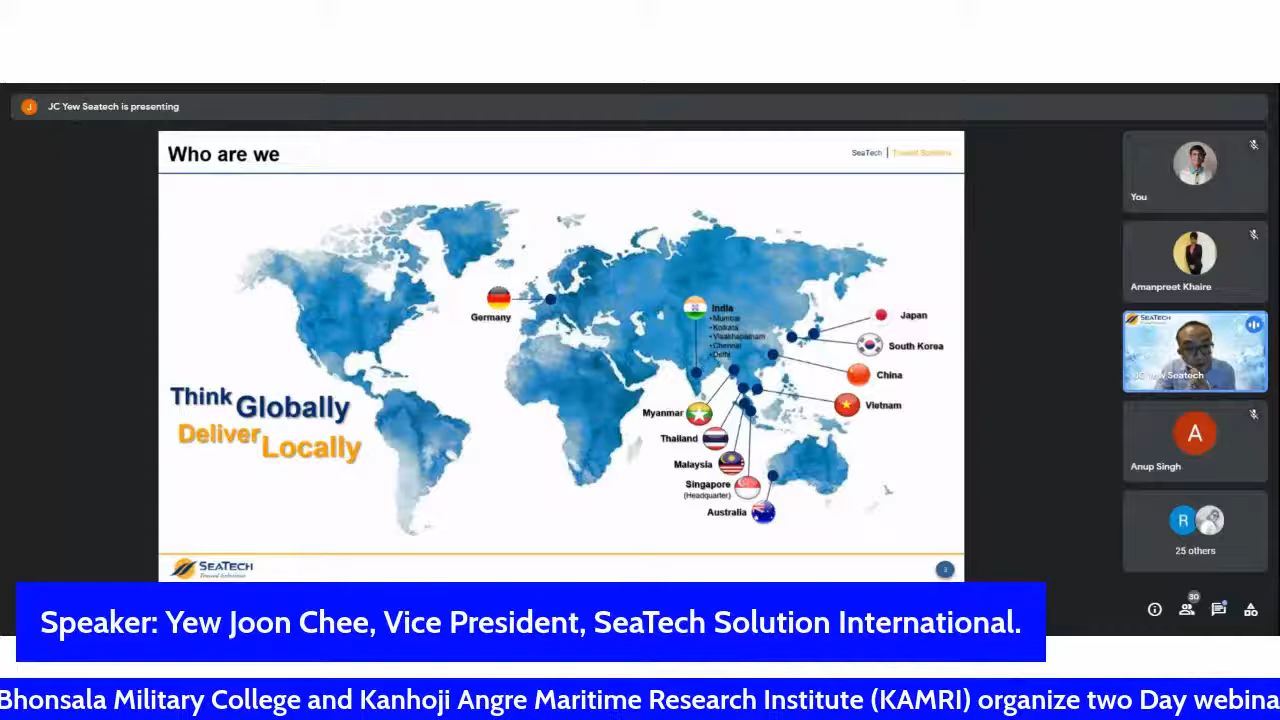 JC Yew Seatech is presenting
Who are we
SeaTech | Trusted Solutions
Germany
India
•Mumbai
•Kolkata
•Visakhapatnam
•Chennai
•Delhi
Japan
South Korea
China
Vietnam
Myanmar
Thailand
Malaysia
Singapore
(Headquarter)
Australia
Think Globally
Deliver Locally
SEATECH
You
Amanpreet Khaire
SEATECH
JC Yew Seatech
A
Anup Singh
R
25 others
30
J
Speaker: Yew Joon Chee, Vice President, SeaTech Solution International.
Bhonsala Military College and Kanhoji Angre Maritime Research Institute (KAMRI) organize two Day webina